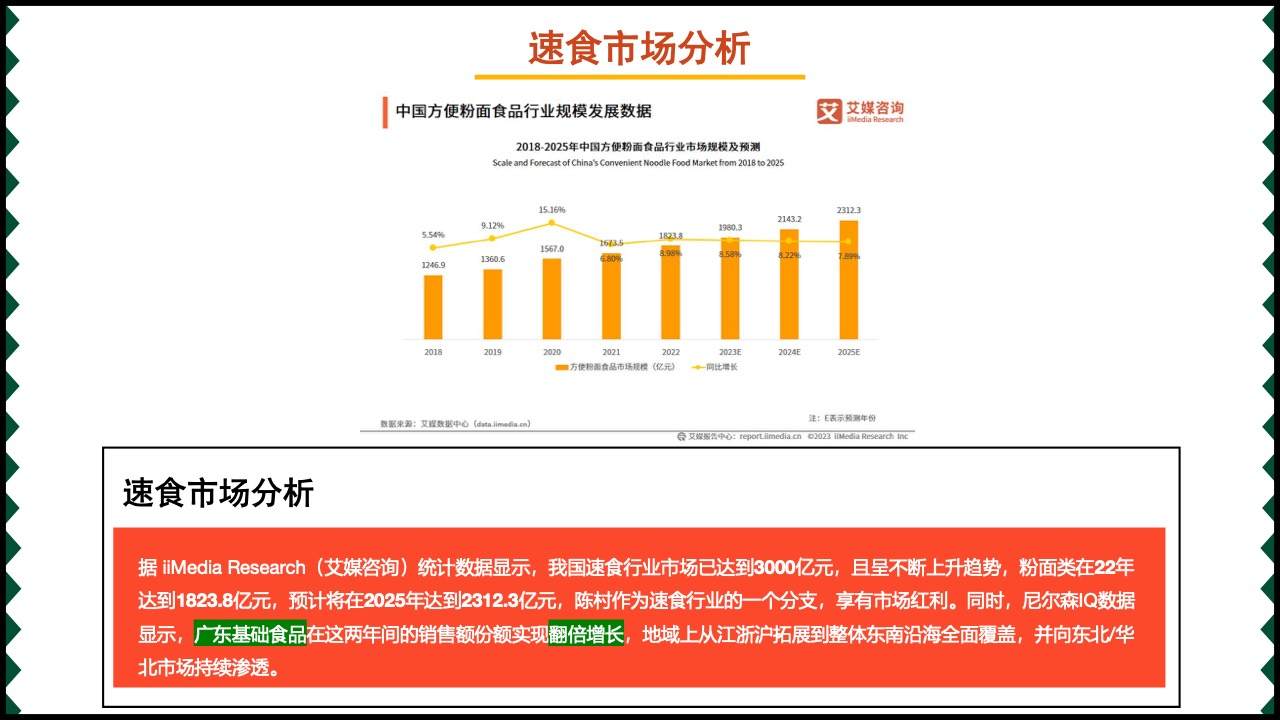 速食市场分析
中国方便粉面食品行业规模发展数据
艾 艾媒咨询
iiMedia Research
2018-2025年中国方便粉面食品行业市场规模及预测
Scale and Forecast of China's Convenient Noodle Food Market from 2018 to 2025
5.54% 9.12% 15.16% 6.80% 8.98% 8.58% 8.22% 7.89%
1246.9 1360.6 1567.0 1673.5 1823.8 1980.3 2143.2 2312.3
2018 2019 2020 2021 2022 2023E 2024E 2025E
方便粉面食品市场规模（亿元） 同比增长
注：E表示预测年份
数据来源：艾媒数据中心（data.iimedia.cn）
艾媒报告中心：report.iimedia.cn ©2023 iiMedia Research Inc
速食市场分析
据 iiMedia Research（艾媒咨询）统计数据显示，我国速食行业市场已达到3000亿元，且呈不断上升趋势，粉面类在22年
达到1823.8亿元，预计将在2025年达到2312.3亿元，陈村作为速食行业的一个分支，享有市场红利。同时，尼尔森IQ数据
显示，广东基础食品在这两年间的销售额份额实现翻倍增长，地域上从江浙沪拓展到整体东南沿海全面覆盖，并向东北/华
北市场持续渗透。